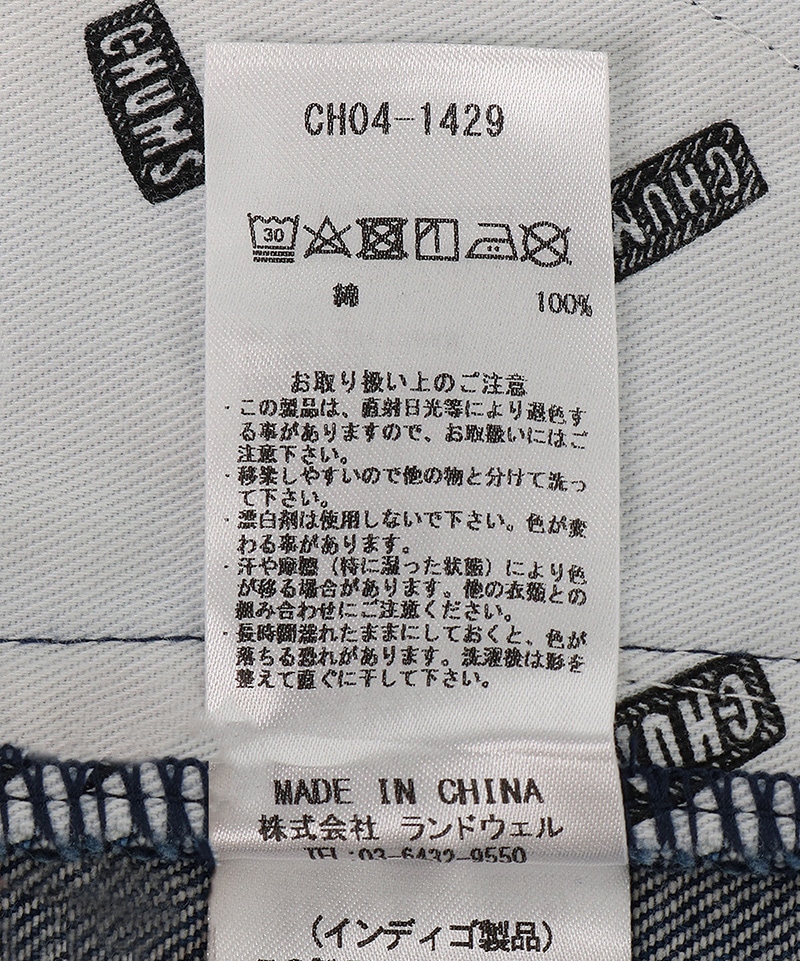 CHUMS
CH04-1429
CHUMS
30
綿 100%
お取り扱い上のご注意
・この製品は、直射日光等により退色す
る事がありますので、お取扱いにはご
注意下さい。
・移染しやすいので他の物と分けて洗っ
て下さい。
・漂白剤は使用しないで下さい。色が変
わる事があります。
・汗や摩擦（特に湿った状態）により色
が移る場合があります。他の衣類との
組み合わせにご注意ください。
・長時間濡れたままにしておくと、色が
落ちる恐れがあります。洗濯後は形を
整えて直ぐに干して下さい。
CHU
MADE IN CHINA
株式会社 ランドウェル
TEL:03-6432-9550
(インディゴ製品)